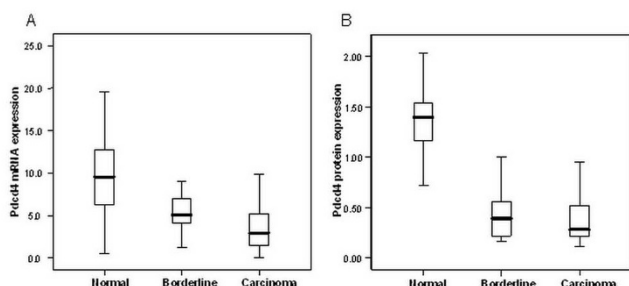 A
Pdcd4 mRNA expression
25.0
20.0
15.0
10.0
5.0
0.0
Normal Borderline Carcinoma
B
Pdcd4 protein expression
2.00
1.50
1.00
0.50
0.00
Normal Borderline Carcinoma